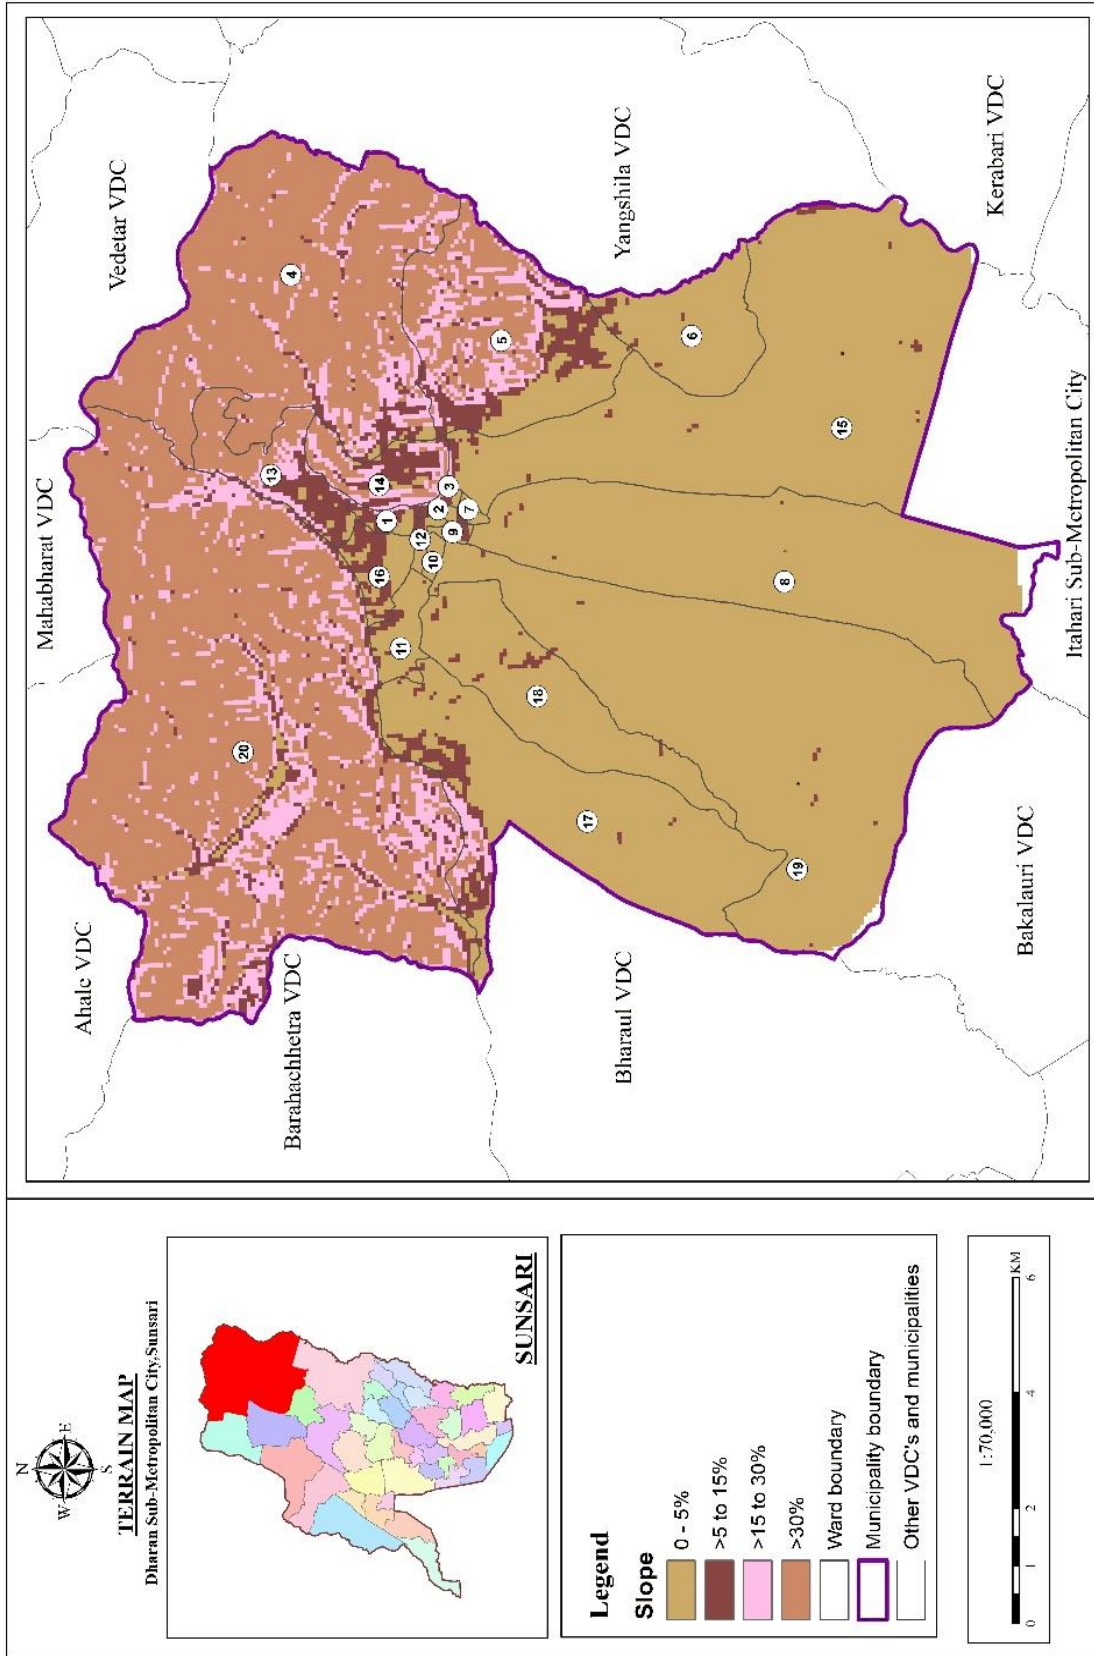 N
W E
S
TERRAIN MAP
Dharan Sub-Metropolitan City,Sunsari
SUNSARI
Legend
Slope
0 - 5%
>5 to 15%
>15 to 30%
>30%
Ward boundary
Municipality boundary
Other VDC's and municipalities
1:70,000
0 1 2 4 6
KM
Ahale VDC
Mahabharat VDC
Vedetar VDC
Barahachhetra VDC
Bharaul VDC
Yangshila VDC
Bakalauri VDC
Itahari Sub-Metropolitan City
Kerabari VDC
20
13
4
16
1
14
11
12
2
3
10
9
7
5
18
17
6
8
19
15